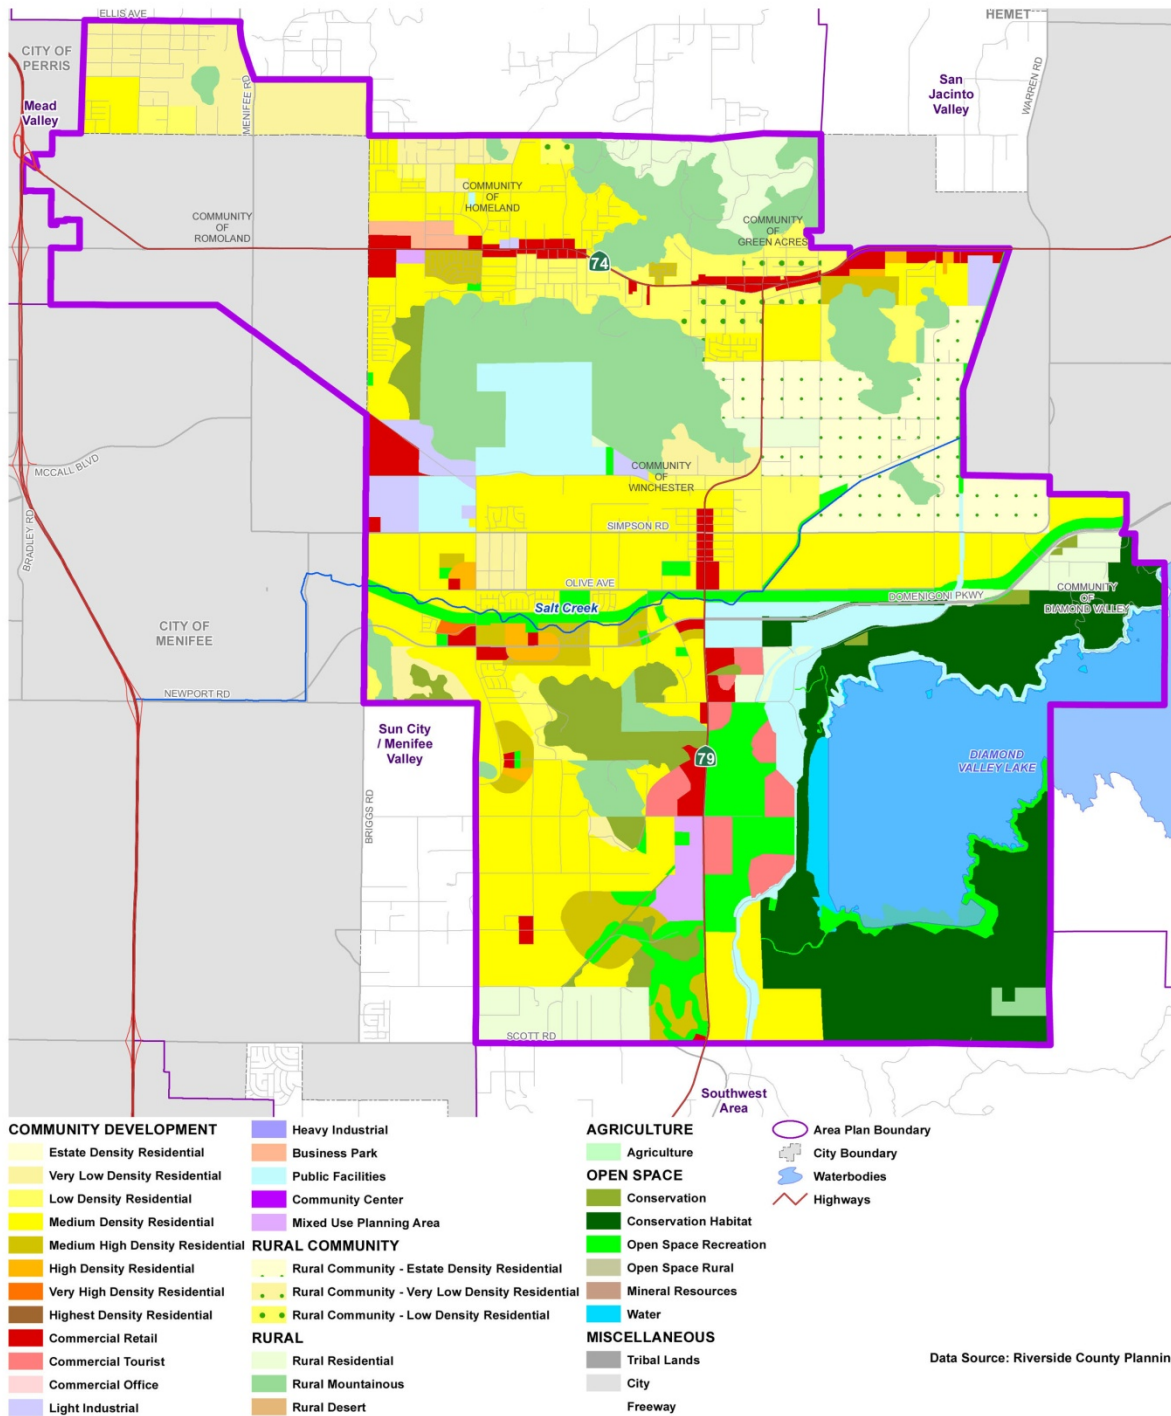 ELLIS AVE
HEMET
CITY OF
PERRIS
MENIFEE RD
WARREN RD
San
Jacinto
Valley
Mead
Valley
COMMUNITY
OF
HOMELAND
COMMUNITY
OF
ROMOLAND
COMMUNITY
OF
GREEN ACRES
74
MCCALL BLVD
COMMUNITY
OF
WINCHESTER
BRADLEY RD
SIMPSON RD
OLIVE AVE
DOMENIGONI PKWY
COMMUNITY
OF
DIAMOND VALLEY
Salt Creek
CITY OF
MENIFEE
NEWPORT RD
Sun City
/ Menifee
Valley
79
DIAMOND
VALLEY LAKE
BRIGGS RD
SCOTT RD
Southwest
Area
COMMUNITY DEVELOPMENT
Estate Density Residential
Very Low Density Residential
Low Density Residential
Medium Density Residential
Medium High Density Residential
High Density Residential
Very High Density Residential
Highest Density Residential
Commercial Retail
Commercial Tourist
Commercial Office
Light Industrial
Heavy Industrial
Business Park
Public Facilities
Community Center
Mixed Use Planning Area
RURAL COMMUNITY
Rural Community - Estate Density Residential
Rural Community - Very Low Density Residential
Rural Community - Low Density Residential
RURAL
Rural Residential
Rural Mountainous
Rural Desert
AGRICULTURE
Agriculture
OPEN SPACE
Conservation
Conservation Habitat
Open Space Recreation
Open Space Rural
Mineral Resources
Water
MISCELLANEOUS
Tribal Lands
City
Freeway
Area Plan Boundary
City Boundary
Waterbodies
Highways
Data Source: Riverside County Plannin